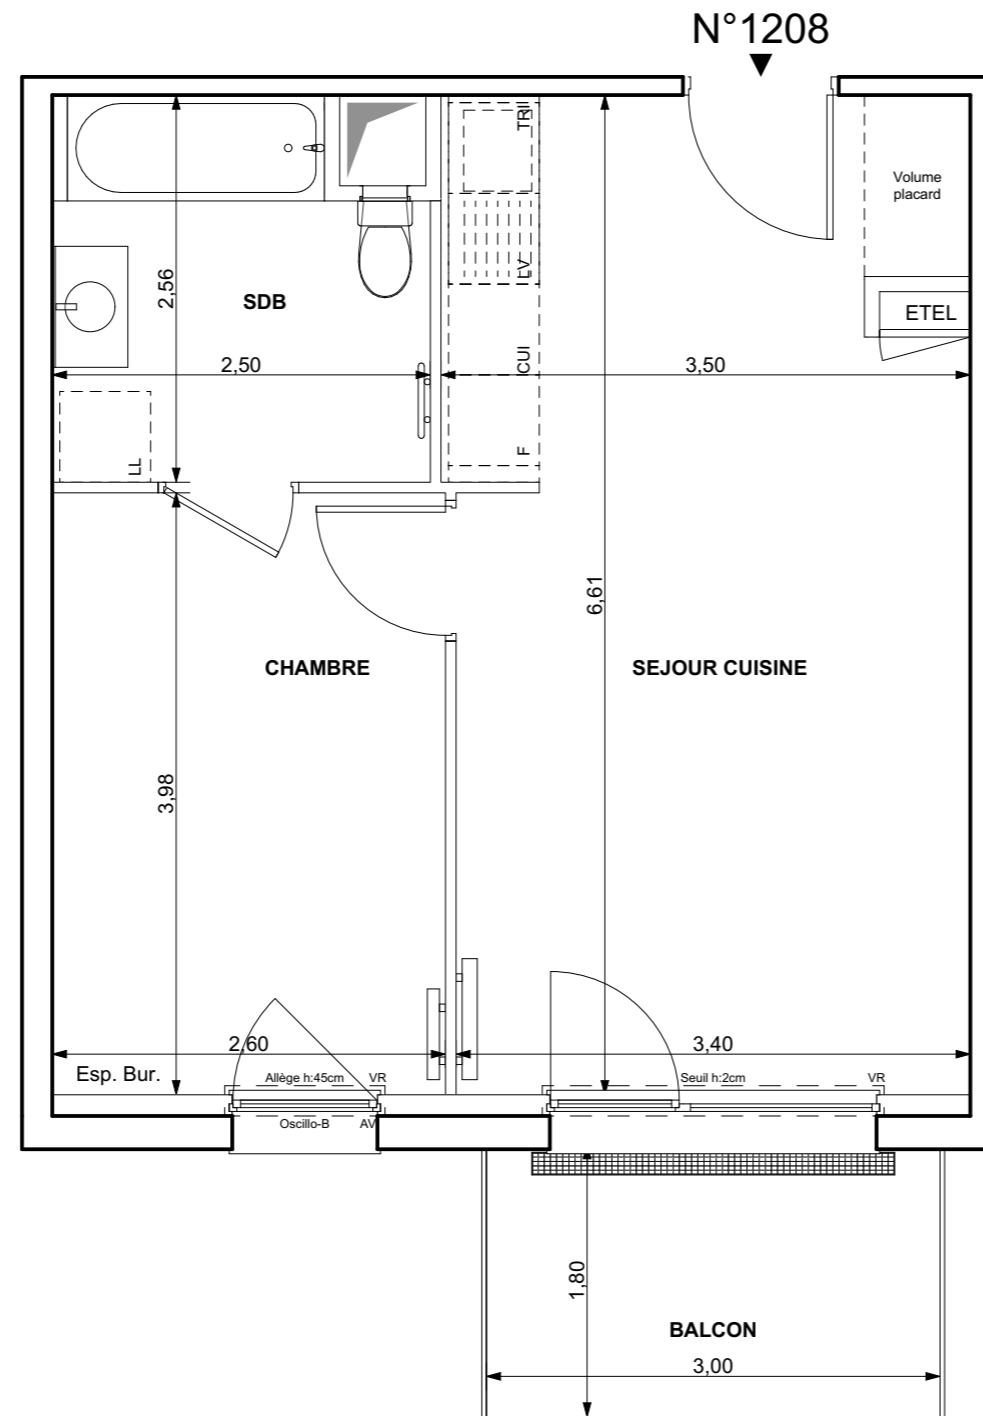 N°1208
TRI
Volume
placard
LV
2,56
SDB
ETEL
2,50
CUI
3,50
F
LL
6,61
CHAMBRE
SEJOUR CUISINE
3,98
2,60
3,40
Esp. Bur.
Allège h:45cm
VR
Seuil h:2cm
VR
Oscillo-B
AV
1,80
BALCON
3,00